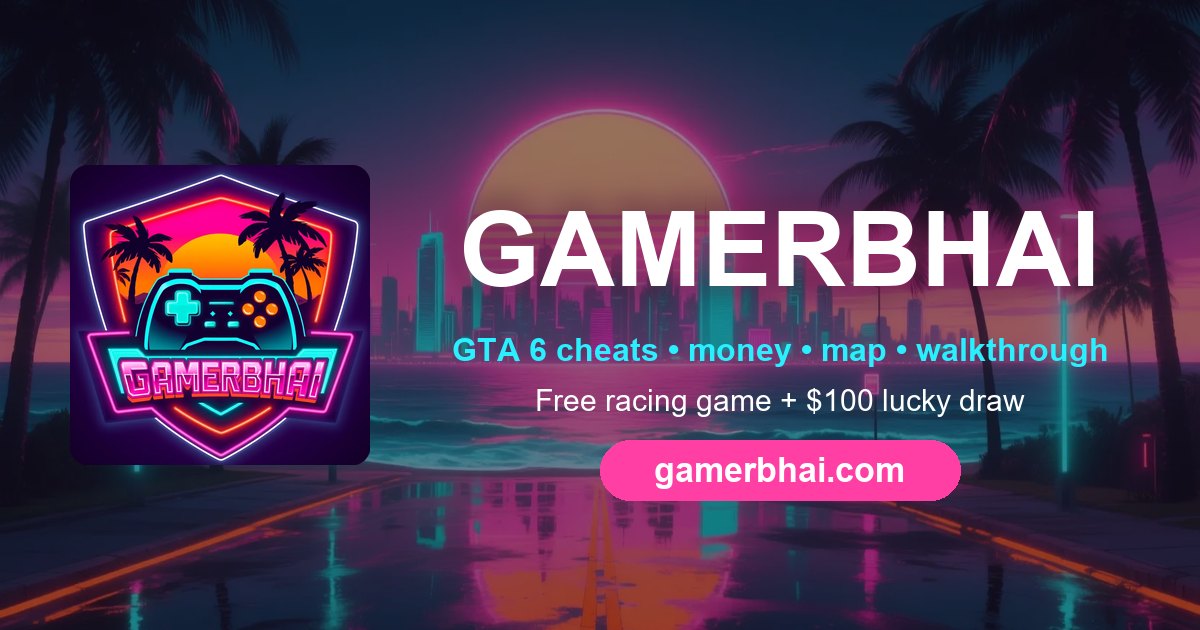 GAMERBHAI
GAMERBHAI
GTA 6 cheats • money • map • walkthrough
Free racing game + $100 lucky draw
gamerbhai.com